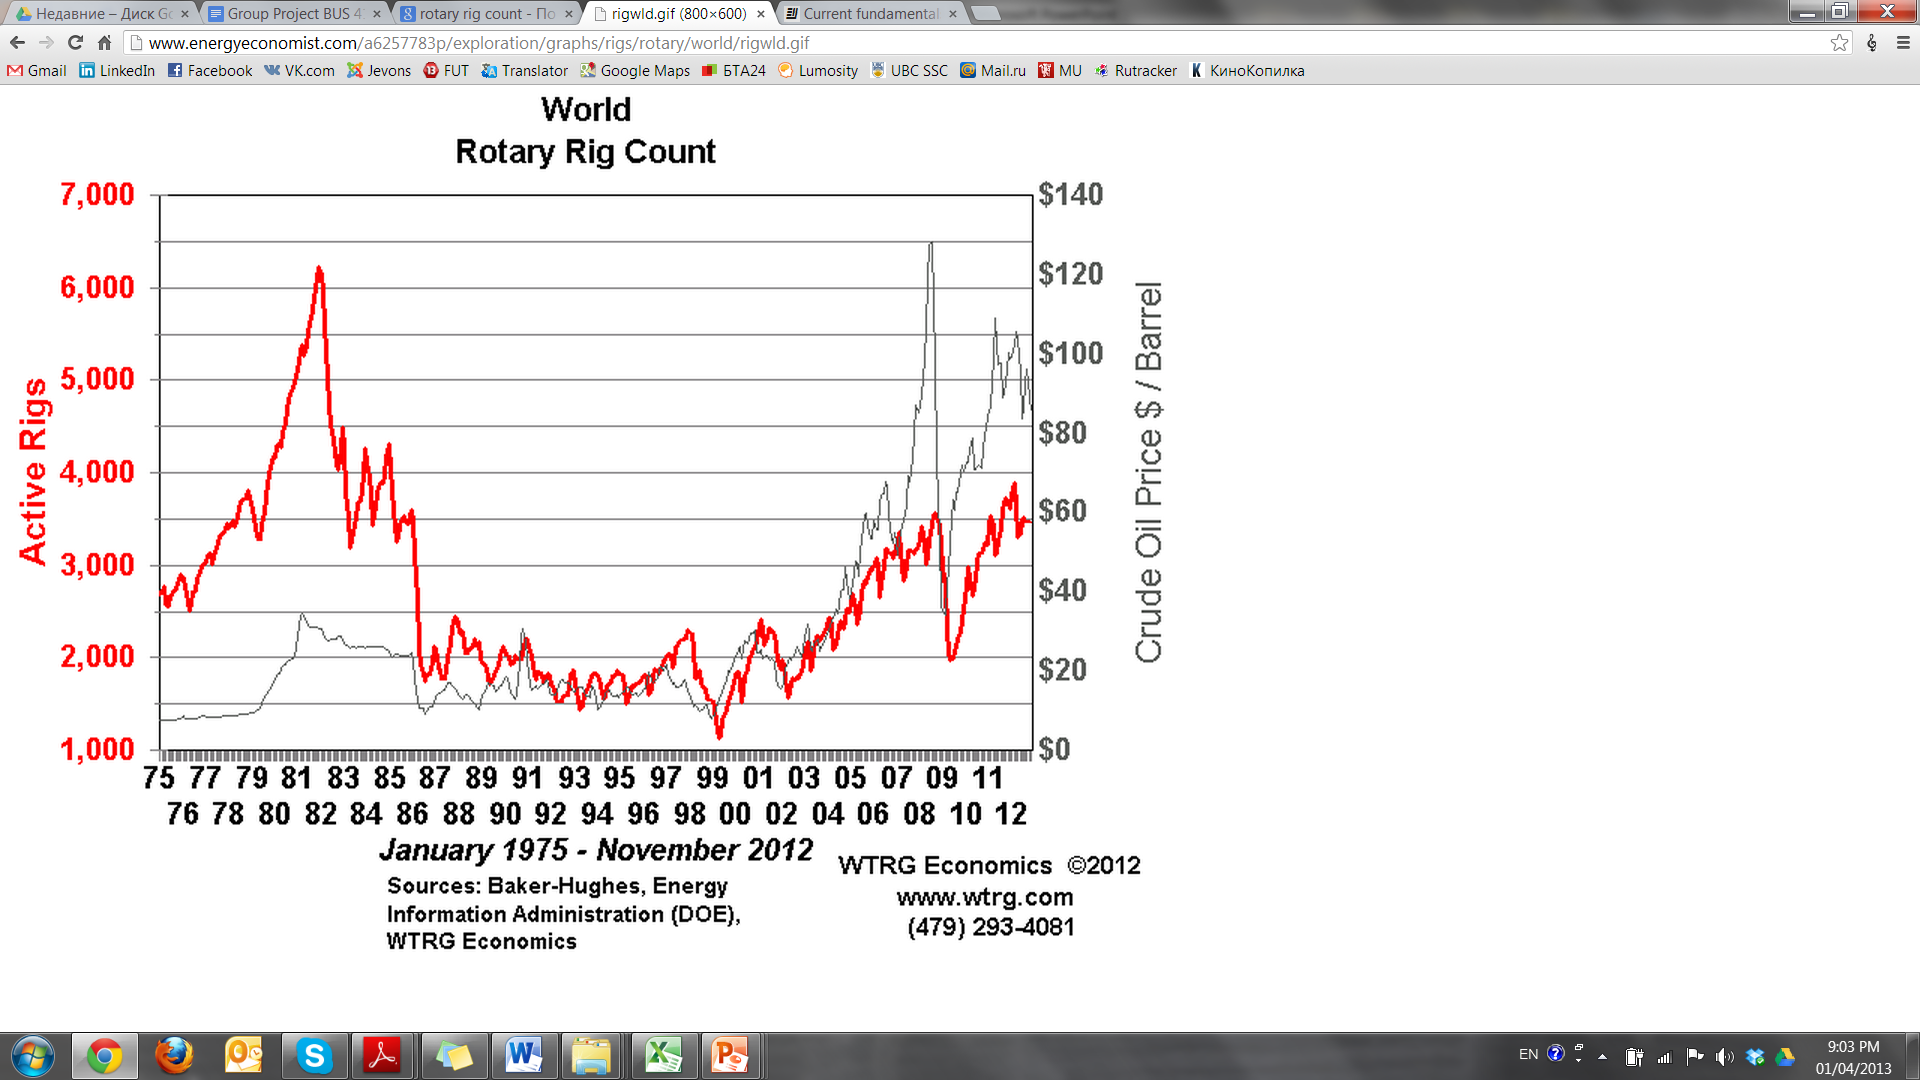 Недавние – Диск Go
Group Project BUS 4
rotary rig count - По
rigwld.gif (800×600)
Current fundamental
www.energyeconomist.com/a6257783p/exploration/graphs/rigs/rotary/world/rigwld.gif
Gmail LinkedIn Facebook VK.com Jevons FUT Translator Google Maps БТА24 Lumosity UBC SSC Mail.ru MU Rutracker КиноКопилка
World
Rotary Rig Count
7,000
6,000
5,000
4,000
3,000
2,000
1,000
Active Rigs
$140
$120
$100
$80
$60
$40
$20
$0
Crude Oil Price $ / Barrel
75 77 79 81 83 85 87 89 91 93 95 97 99 01 03 05 07 09 11
76 78 80 82 84 86 88 90 92 94 96 98 00 02 04 06 08 10 12
January 1975 - November 2012
Sources: Baker-Hughes, Energy
Information Administration (DOE),
WTRG Economics
WTRG Economics ©2012
www.wtrg.com
(479) 293-4081
EN
9:03 PM
01/04/2013